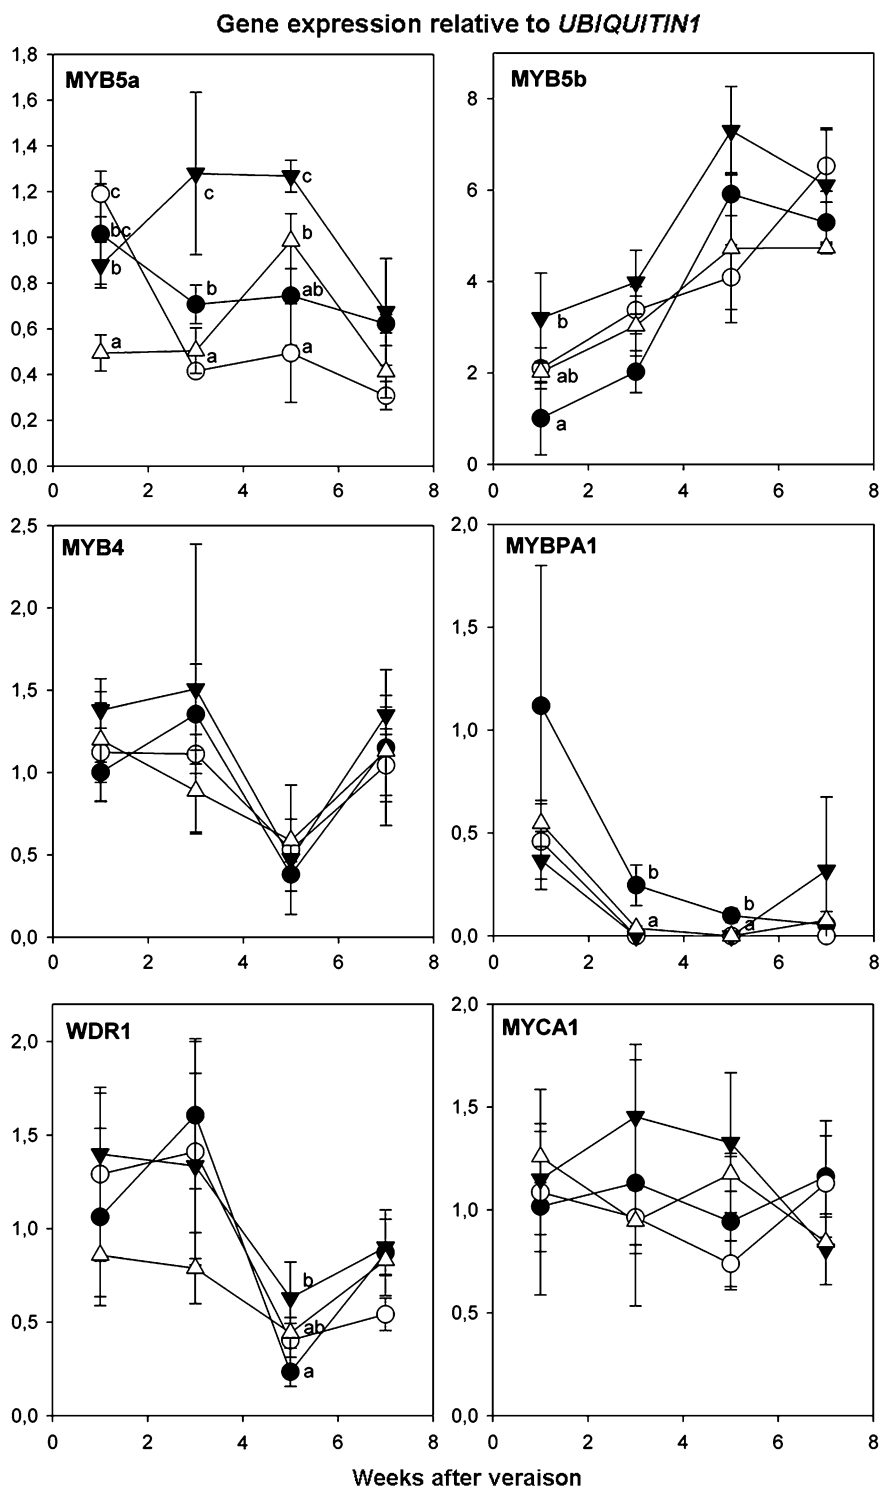 Gene expression relative to UBIQUITIN1
MYB5a
1,8
1,6
1,4
1,2
1,0
0,8
0,6
0,4
0,2
0,0
c
bc
b
a
c
b
a
c
b
ab
a
0 2 4 6 8
MYB5b
8
6
4
2
0
b
ab
a
0 2 4 6 8
MYB4
2,5
2,0
1,5
1,0
0,5
0,0
0 2 4 6 8
MYBPA1
2,0
1,5
1,0
0,5
0,0
b
a
b
a
0 2 4 6 8
WDR1
2,0
1,5
1,0
0,5
0,0
b
ab
a
0 2 4 6 8
MYCA1
2,0
1,5
1,0
0,5
0,0
0 2 4 6 8
Weeks after veraison